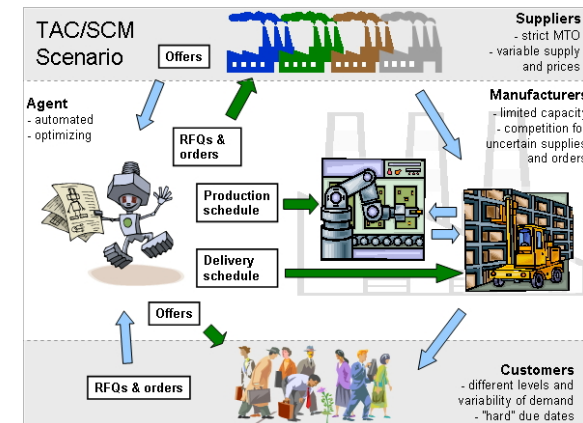 TAC/SCM
Scenario
Offers
Suppliers
- strict MTO
- variable supply
and prices
Agent
- automated
- optimizing
RFQs &
orders
Manufacturers
- limited capacity
- competition fo
uncertain supplies
and orders
Production
schedule
Delivery
schedule
Offers
RFQs & orders
Customers
- different levels and
variability of demand
- "hard" due dates